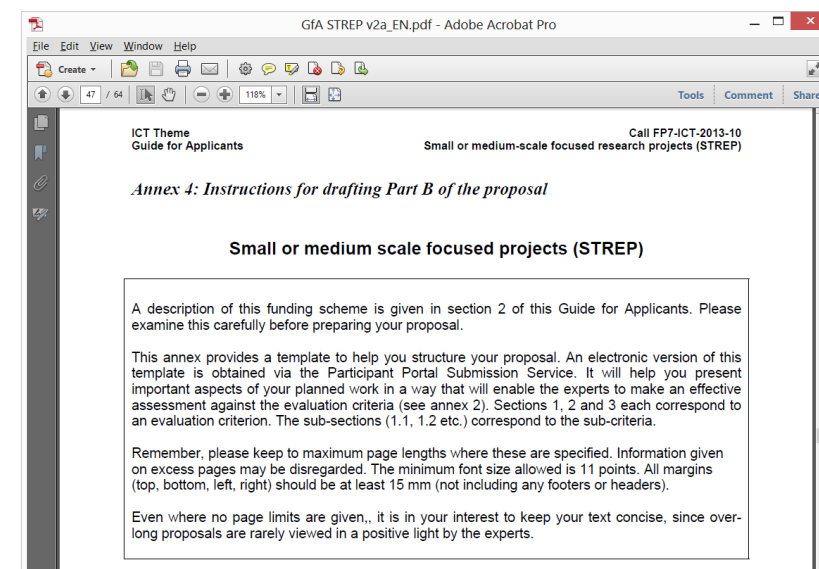 GfA STREP v2a_EN.pdf - Adobe Acrobat Pro
File Edit View Window Help
Create
47 / 64 118% Tools Comment Share
ICT Theme Call FP7-ICT-2013-10
Guide for Applicants Small or medium-scale focused research projects (STREP)
Annex 4: Instructions for drafting Part B of the proposal
Small or medium scale focused projects (STREP)
A description of this funding scheme is given in section 2 of this Guide for Applicants. Please
examine this carefully before preparing your proposal.
This annex provides a template to help you structure your proposal. An electronic version of this
template is obtained via the Participant Portal Submission Service. It will help you present
important aspects of your planned work in a way that will enable the experts to make an effective
assessment against the evaluation criteria (see annex 2). Sections 1, 2 and 3 each correspond to
an evaluation criterion. The sub-sections (1.1, 1.2 etc.) correspond to the sub-criteria.
Remember, please keep to maximum page lengths where these are specified. Information given
on excess pages may be disregarded. The minimum font size allowed is 11 points. All margins
(top, bottom, left, right) should be at least 15 mm (not including any footers or headers).
Even where no page limits are given,, it is in your interest to keep your text concise, since over-
long proposals are rarely viewed in a positive light by the experts.